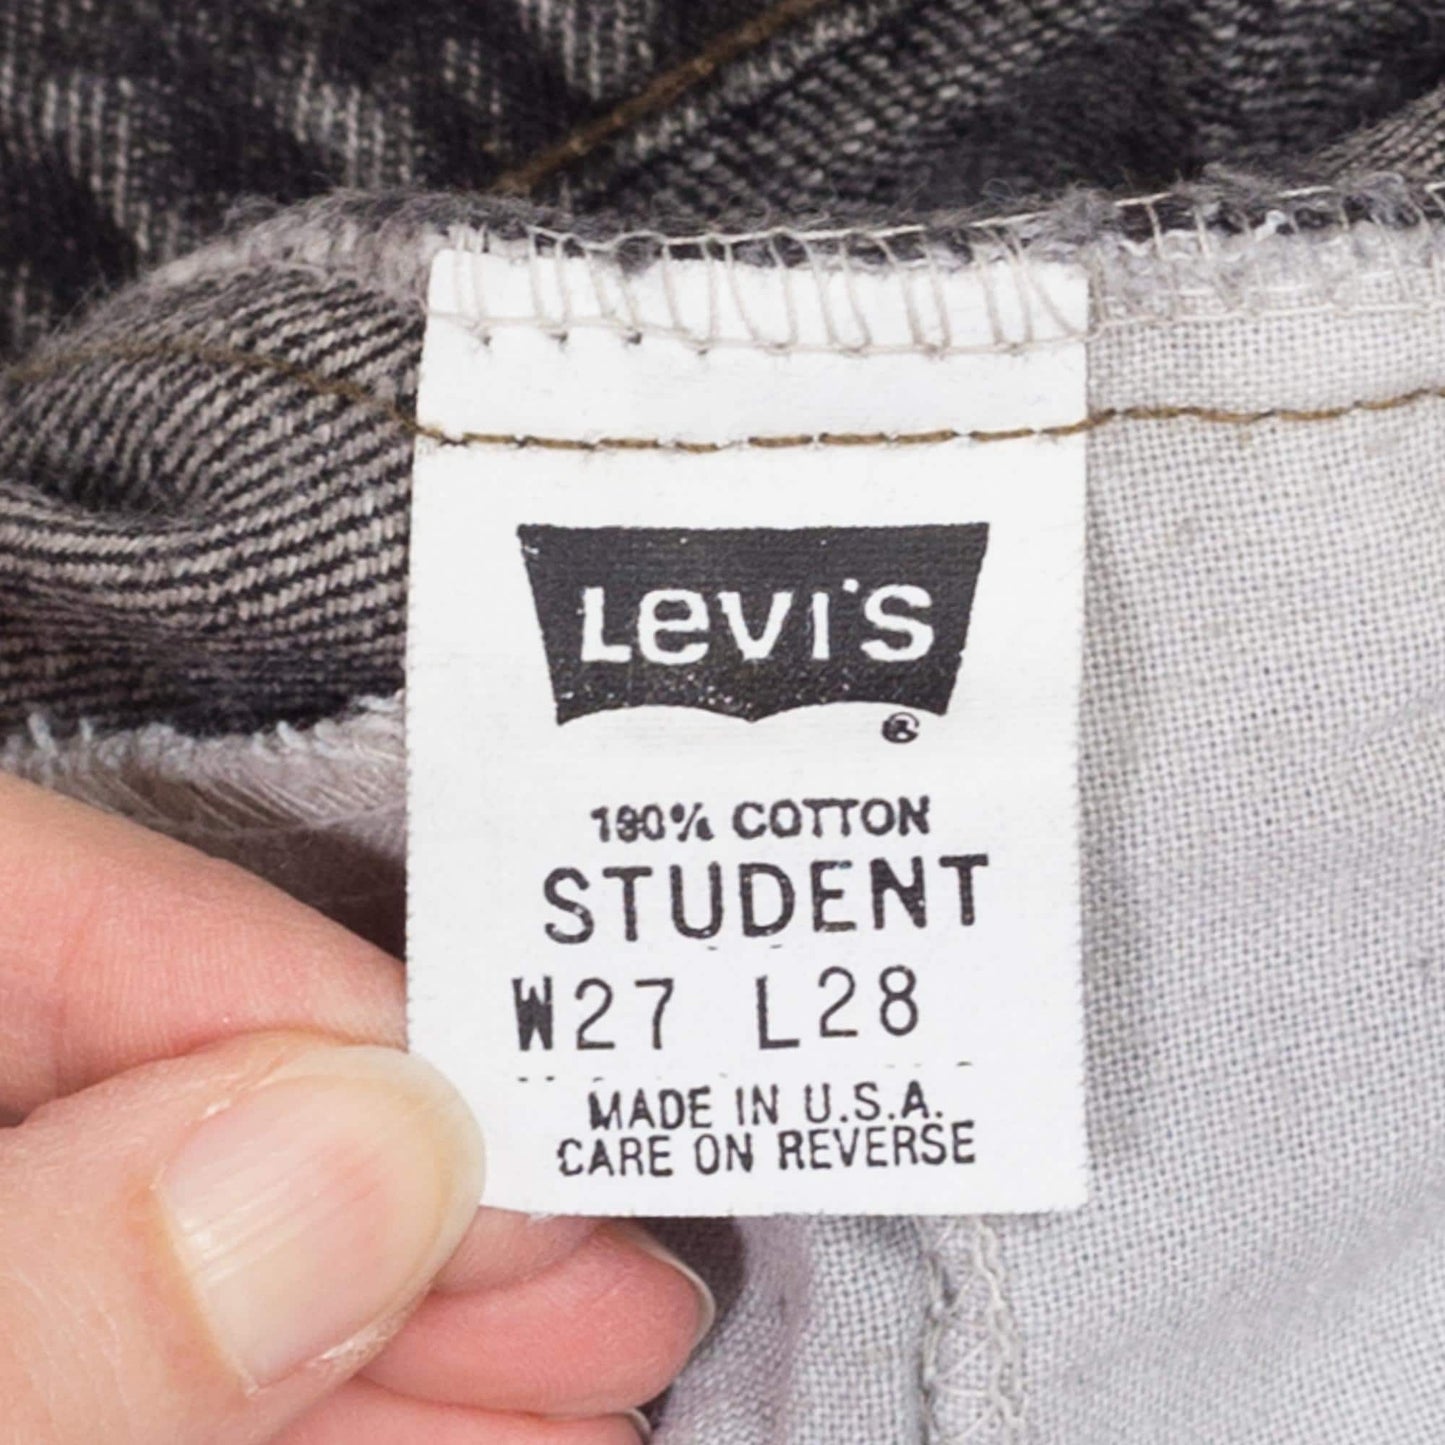 Levi's
®
100% COTTON
STUDENT
W27 L28
MADE IN U.S.A.
CARE ON REVERSE